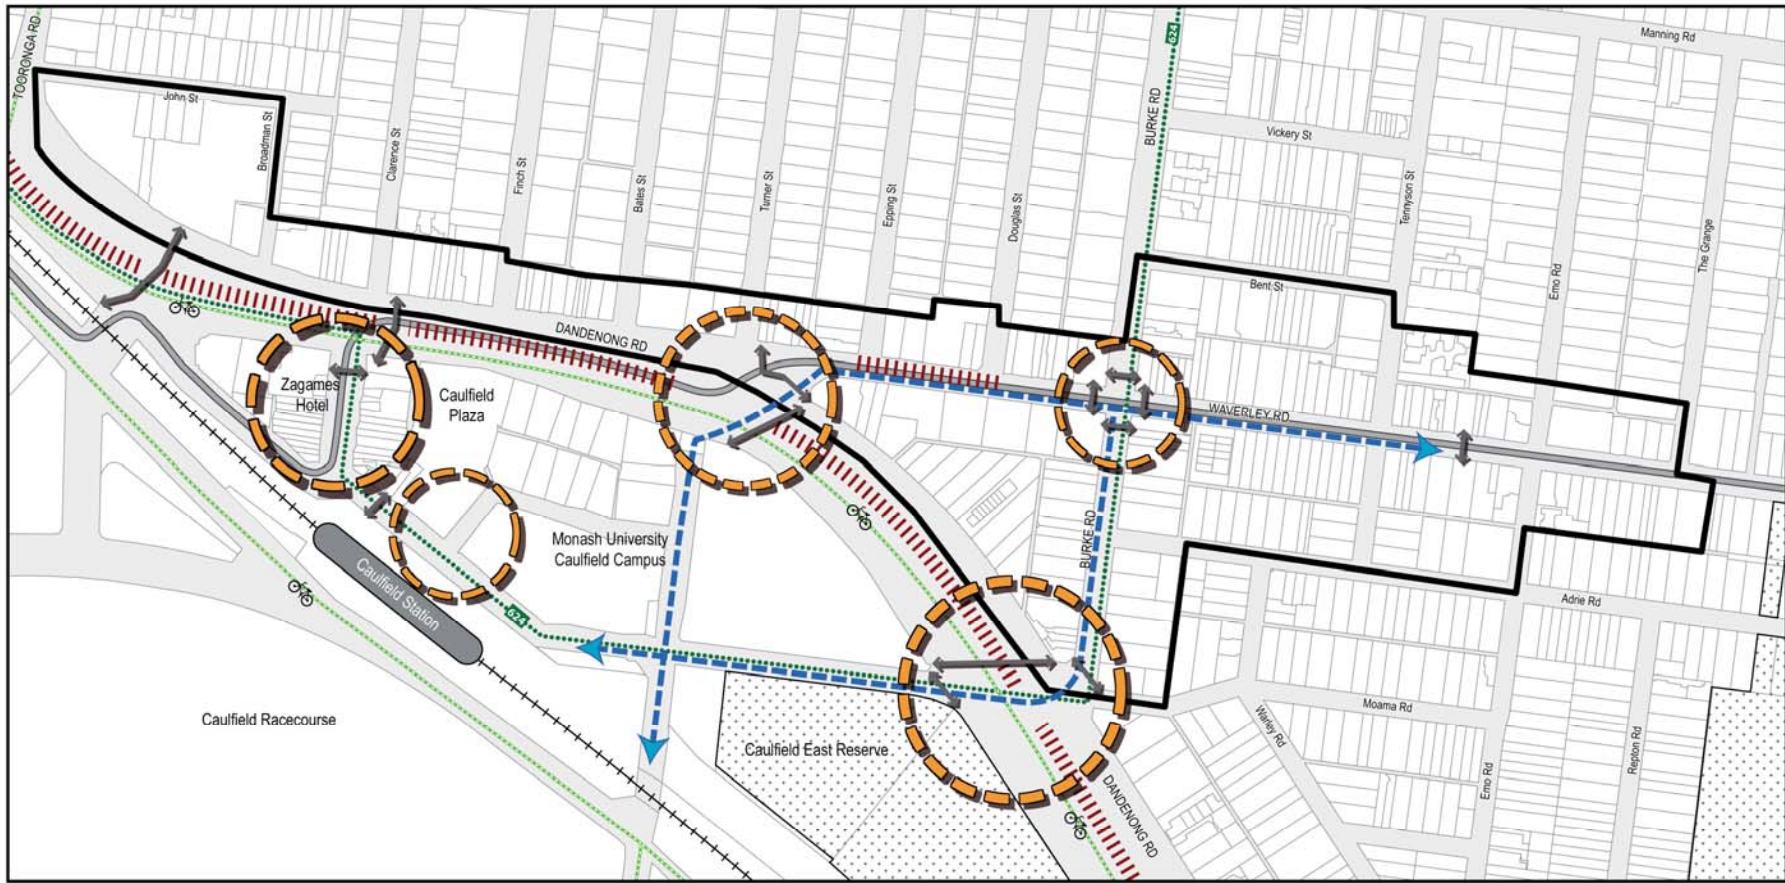 TOORONGA RD
John St
Broadman St
Clarence St
Finch St
Bates St
Turner St
Epping St
Douglas St
BURKE RD
624
Manning Rd
Vickery St
Tennyson St
The Grange
Emo Rd
Bent St
DANDENONG RD
WAVERLEY RD
Zagames
Hotel
Caulfield
Plaza
Monash University
Caulfield Campus
Caulfield Station
624
BURKE RD
Adrie Rd
Moama Rd
Warley Rd
Emo Rd
Repton Rd
Caulfield Racecourse
Caulfield East Reserve
DANDENONG RD